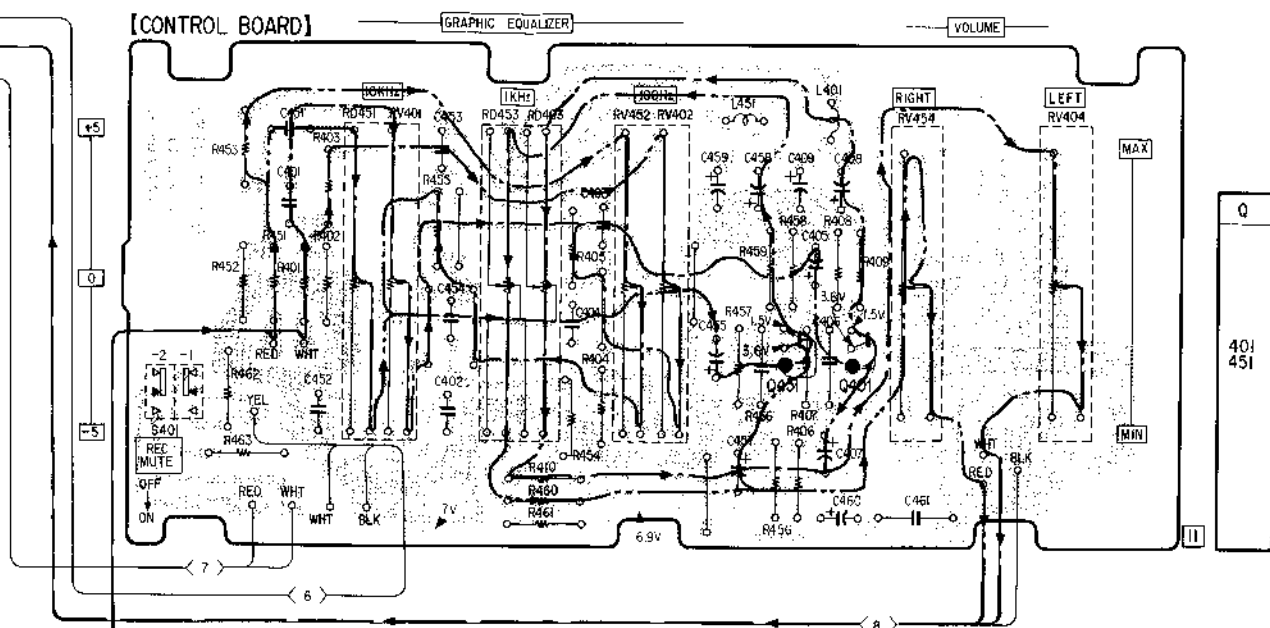 [CONTROL BOARD]
GRAPHIC EQUALIZER
VOLUME
10KHz
1KHz
100Hz
RIGHT
LEFT
C451
RD451
RV401
C453
RD453
RD403
RV452
RV402
L451
L401
RV454
RV404
+5
0
-5
R453
R403
C401
R455
C403
C459
C458
C409
MAX
R451
R402
R452
R401
R405
R458
R408
C405
R459
R409
C454
C404
3.8V
R457
1.5V
1.5V
C455
3.8V
RED
WHT
-2
-1
R462
R404
Q451
Q401
C452
YEL
C402
R456
R407
R406
S401
R463
REC
MUTE
R454
R410
C457
C407
WHT
RED
BLK
MIN
OFF
ON
RED
WHT
WHT
BLK
7V
R460
R461
6.9V
R456
C460
C461
11
7
6
8
Q
401
451